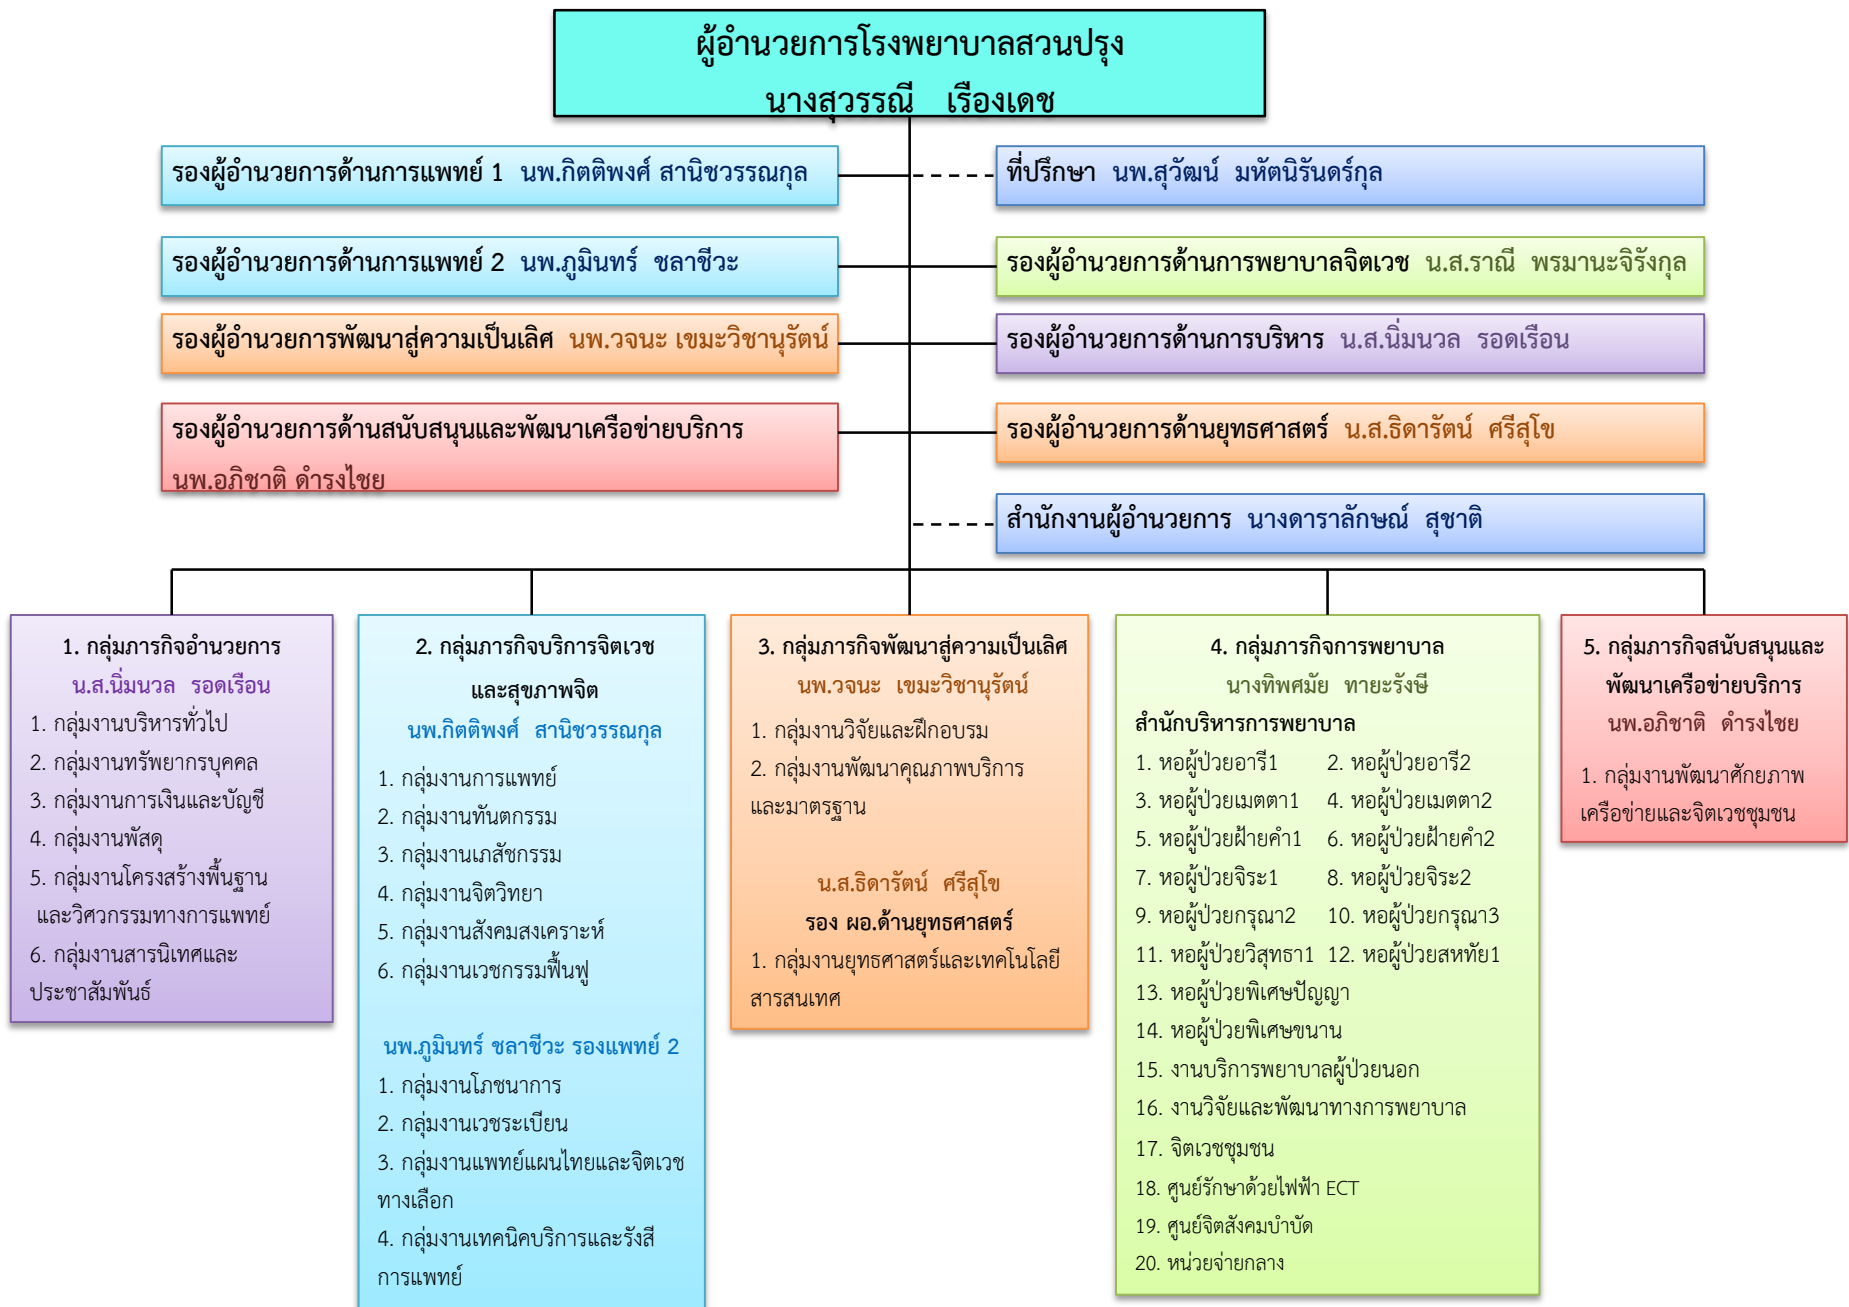 ผู้อำนวยการโรงพยาบาลสวนปรุง
นางสุวรรณี เรืองเดช
รองผู้อำนวยการด้านการแพทย์ 1 นพ.กิตติพงศ์ สานิชวรรณกุล
ที่ปรึกษา นพ.สุวัฒน์ มหัตนิรันดร์กุล
รองผู้อำนวยการด้านการแพทย์ 2 นพ.ภูมินทร์ ชลาชีวะ
รองผู้อำนวยการด้านการพยาบาลจิตเวช น.ส.ราณี พรมานะจิรังกุล
รองผู้อำนวยการพัฒนาสู่ความเป็นเลิศ นพ.วจนะ เขมะวิชานุรัตน์
รองผู้อำนวยการด้านการบริหาร น.ส.นิ่มนวล รอดเรือน
รองผู้อำนวยการด้านสนับสนุนและพัฒนาเครือข่ายบริการ
นพ.อภิชาติ ดำรงไชย
รองผู้อำนวยการด้านยุทธศาสตร์ น.ส.ธิดารัตน์ ศรีสุโข
สำนักงานผู้อำนวยการ นางดาราลักษณ์ สุชาติ
1. กลุ่มภารกิจอำนวยการ
น.ส.นิ่มนวล รอดเรือน
1. กลุ่มงานบริหารทั่วไป
2. กลุ่มงานทรัพยากรบุคคล
3. กลุ่มงานการเงินและบัญชี
4. กลุ่มงานพัสดุ
5. กลุ่มงานโครงสร้างพื้นฐาน
และวิศวกรรมทางการแพทย์
6. กลุ่มงานสารนิเทศและ
ประชาสัมพันธ์
2. กลุ่มภารกิจบริการจิตเวช
และสุขภาพจิต
นพ.กิตติพงศ์ สานิชวรรณกุล
1. กลุ่มงานการแพทย์
2. กลุ่มงานทันตกรรม
3. กลุ่มงานเภสัชกรรม
4. กลุ่มงานจิตวิทยา
5. กลุ่มงานสังคมสงเคราะห์
6. กลุ่มงานเวชกรรมฟื้นฟู
นพ.ภูมินทร์ ชลาชีวะ รองแพทย์ 2
1. กลุ่มงานโภชนาการ
2. กลุ่มงานเวชระเบียน
3. กลุ่มงานแพทย์แผนไทยและจิตเวช
ทางเลือก
4. กลุ่มงานเทคนิคบริการและรังสี
การแพทย์
3. กลุ่มภารกิจพัฒนาสู่ความเป็นเลิศ
นพ.วจนะ เขมะวิชานุรัตน์
1. กลุ่มงานวิจัยและฝึกอบรม
2. กลุ่มงานพัฒนาคุณภาพบริการ
และมาตรฐาน
น.ส.ธิดารัตน์ ศรีสุโข
รอง ผอ.ด้านยุทธศาสตร์
1. กลุ่มงานยุทธศาสตร์และเทคโนโลยี
สารสนเทศ
4. กลุ่มภารกิจการพยาบาล
นางทิพศมัย ทายะรังษี
สำนักบริหารการพยาบาล
1. หอผู้ป่วยอารี1 2. หอผู้ป่วยอารี2
3. หอผู้ป่วยเมตตา1 4. หอผู้ป่วยเมตตา2
5. หอผู้ป่วยฝ้ายคำ1 6. หอผู้ป่วยฝ้ายคำ2
7. หอผู้ป่วยจิระ1 8. หอผู้ป่วยจิระ2
9. หอผู้ป่วยกรุณา2 10. หอผู้ป่วยกรุณา3
11. หอผู้ป่วยวิสุทธา1 12. หอผู้ป่วยสหทัย1
13. หอผู้ป่วยพิเศษปัญญา
14. หอผู้ป่วยพิเศษขนาน
15. งานบริการพยาบาลผู้ป่วยนอก
16. งานวิจัยและพัฒนาทางการพยาบาล
17. จิตเวชชุมชน
18. ศูนย์รักษาด้วยไฟฟ้า ECT
19. ศูนย์จิตสังคมบำบัด
20. หน่วยจ่ายกลาง
5. กลุ่มภารกิจสนับสนุนและ
พัฒนาเครือข่ายบริการ
นพ.อภิชาติ ดำรงไชย
1. กลุ่มงานพัฒนาศักยภาพ
เครือข่ายและจิตเวชชุมชน